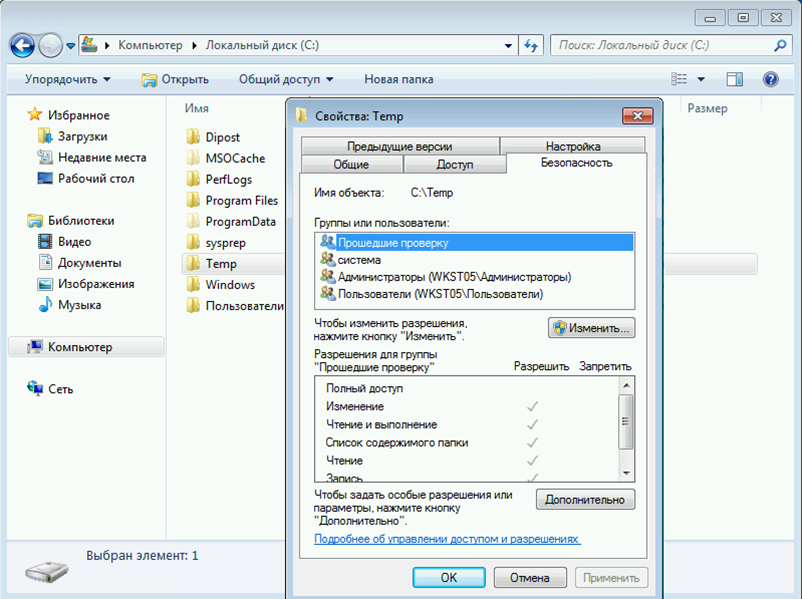 Компьютер Локальный диск (C:)
Поиск: Локальный диск (C:)
Упорядочить Открыть Общий доступ Новая папка
Избранное
Загрузки
Недавние места
Рабочий стол
Библиотеки
Видео
Документы
Изображения
Музыка
Компьютер
Сеть
Имя
Размер
Dipost
MSOCache
PerfLogs
Program Files
ProgramData
sysprep
Temp
Windows
Пользователи
Свойства: Temp
Предыдущие версии Настройка
Общие Доступ Безопасность
Имя объекта: C:\Temp
Группы или пользователи:
Прошедшие проверку
система
Администраторы (WKST05\Администраторы)
Пользователи (WKST05\Пользователи)
Чтобы изменить разрешения,
нажмите кнопку "Изменить".
Изменить...
Разрешения для группы
"Прошедшие проверку" Разрешить Запретить
Полный доступ
Изменение
Чтение и выполнение
Список содержимого папки
Чтение
Запись
Чтобы задать особые разрешения или
параметры, нажмите кнопку
"Дополнительно".
Дополнительно
Подробнее об управлении доступом и разрешениях
OK Отмена Применить
Выбран элемент: 1